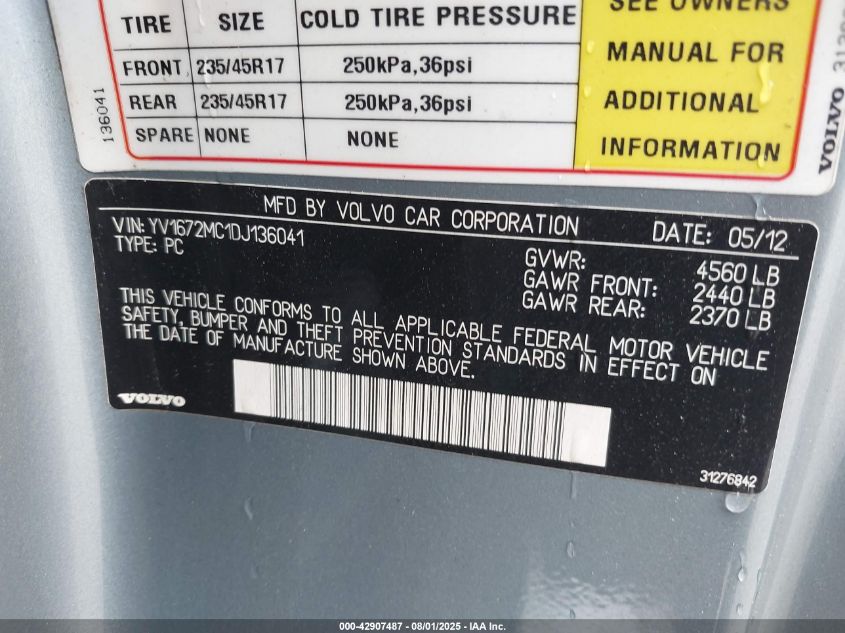 SEE OWNERS
TIRE SIZE COLD TIRE PRESSURE
MANUAL FOR
FRONT 235/45R17 250kPa,36psi
ADDITIONAL
REAR 235/45R17 250kPa,36psi
INFORMATION
SPARE NONE NONE
136041
VOLVO
MFD BY VOLVO CAR CORPORATION DATE: 05/12
VIN: YV1672MC1DJ136041
TYPE: PC
GVWR: 4560 LB
GAWR FRONT: 2440 LB
GAWR REAR: 2370 LB
THIS VEHICLE CONFORMS TO ALL APPLICABLE FEDERAL MOTOR VEHICLE
SAFETY, BUMPER AND THEFT PREVENTION STANDARDS IN EFFECT ON
THE DATE OF MANUFACTURE SHOWN ABOVE.
VOLVO
31276842
000-42907487 - 08/01/2025 - IAA Inc.